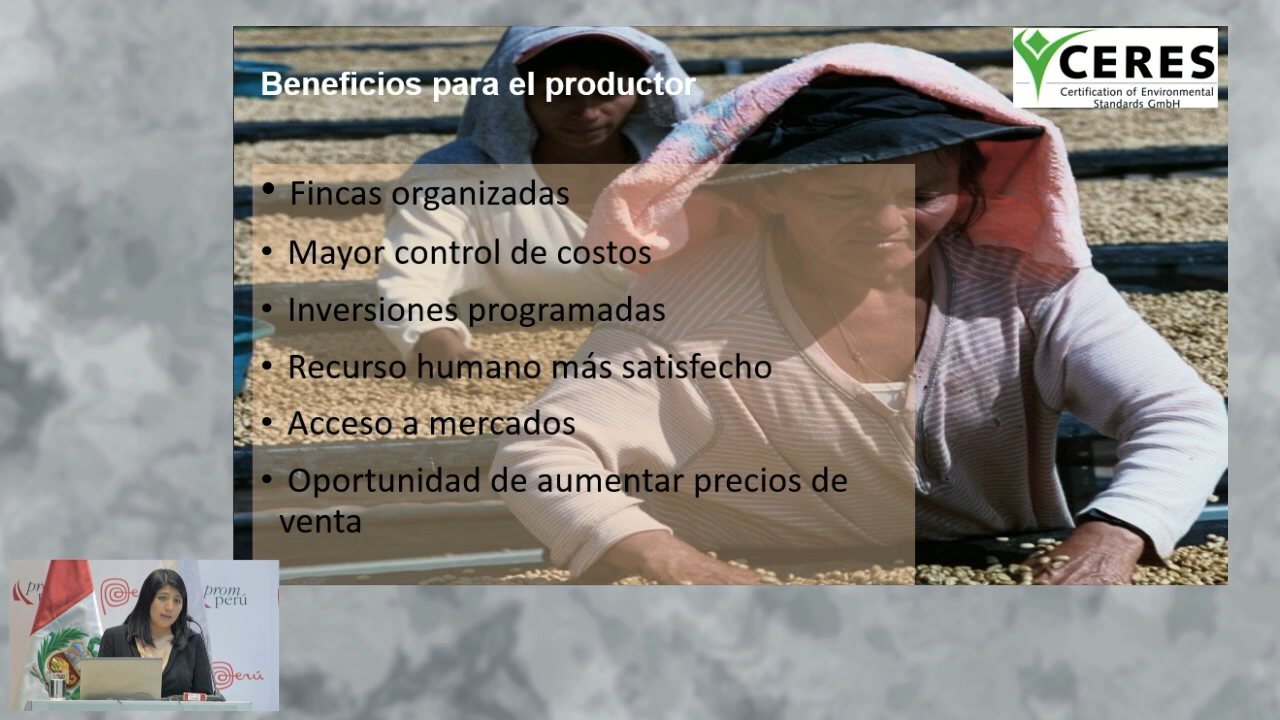 Beneficios para el productor
CERES
Certification of Environmental
Standards GmbH
• Fincas organizadas
• Mayor control de costos
• Inversiones programadas
• Recurso humano más satisfecho
• Acceso a mercados
• Oportunidad de aumentar precios de
venta
prom
perú